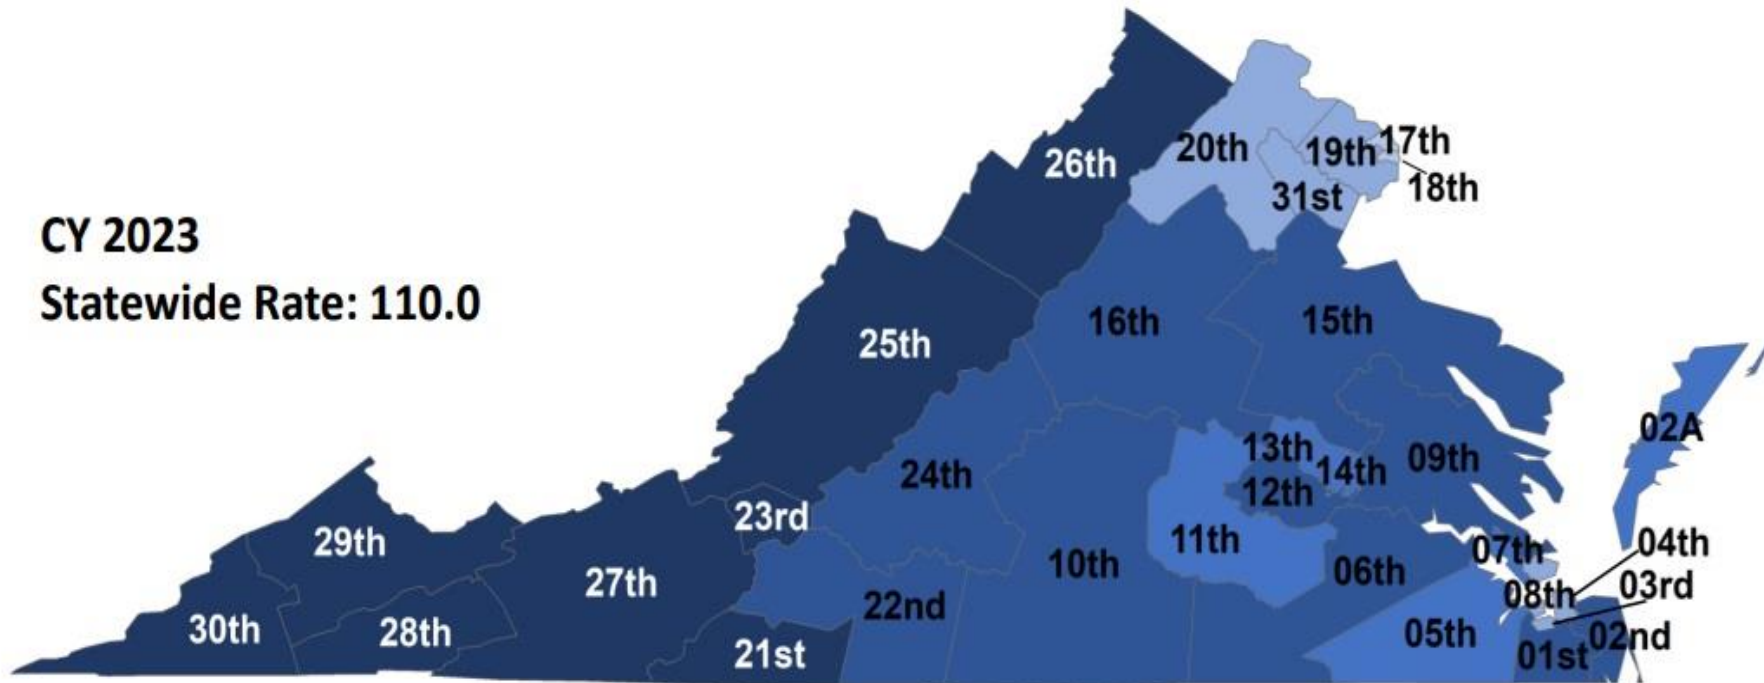 20th
19th
17th
26th
18th
31st
CY 2023
Statewide Rate: 110.0
16th
15th
25th
02A
13th
14th
09th
24th
12th
23rd
29th
11th
07th
04th
10th
06th
27th
08th
03rd
22nd
30th
28th
05th
02nd
21st
01st